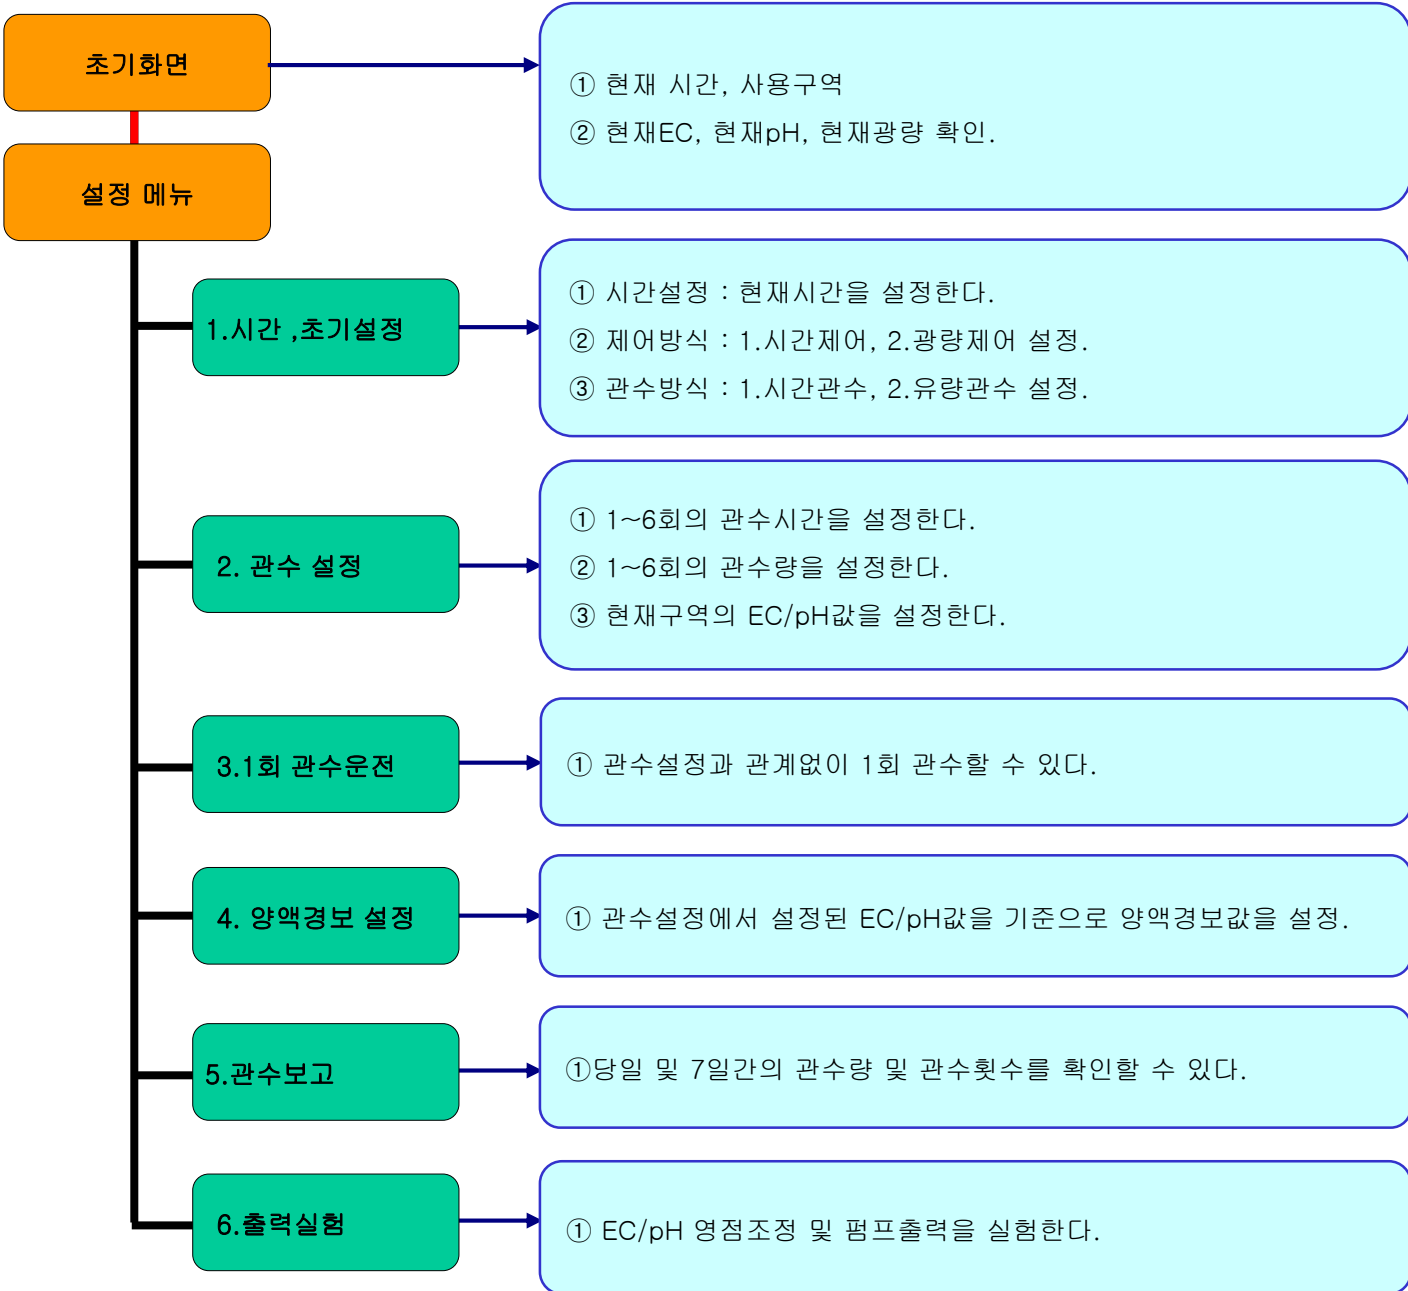 초기화면
① 현재 시간, 사용구역
② 현재EC, 현재pH, 현재광량 확인.
설정 메뉴
1.시간 ,초기설정
① 시간설정 : 현재시간을 설정한다.
② 제어방식 : 1.시간제어, 2.광량제어 설정.
③ 관수방식 : 1.시간관수, 2.유량관수 설정.
2. 관수 설정
① 1~6회의 관수시간을 설정한다.
② 1~6회의 관수량을 설정한다.
③ 현재구역의 EC/pH값을 설정한다.
3.1회 관수운전
① 관수설정과 관계없이 1회 관수할 수 있다.
4. 양액경보 설정
① 관수설정에서 설정된 EC/pH값을 기준으로 양액경보값을 설정.
5.관수보고
①당일 및 7일간의 관수량 및 관수횟수를 확인할 수 있다.
6.출력실험
① EC/pH 영점조정 및 펌프출력을 실험한다.